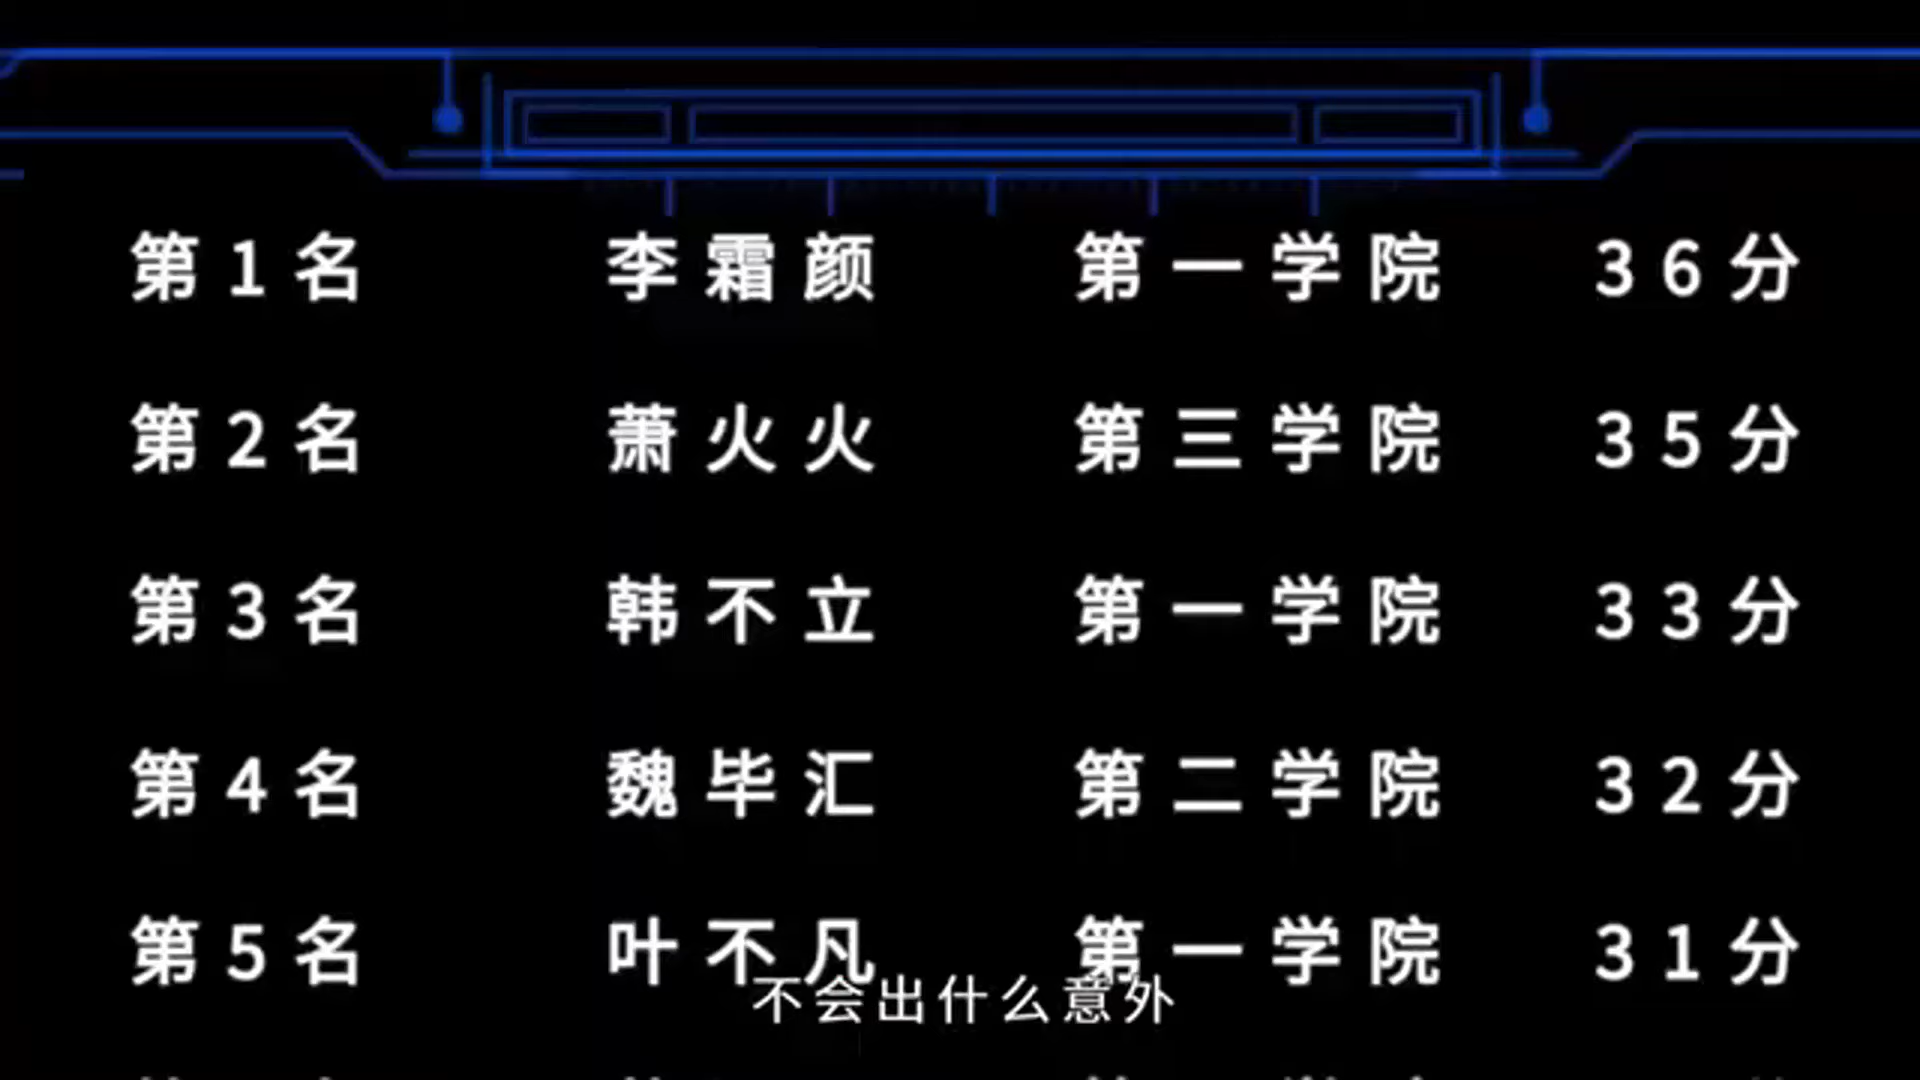 第1名 李霜颜 第一学院 36分
第2名 萧火火 第三学院 35分
第3名 韩不立 第一学院 33分
第4名 魏毕汇 第二学院 32分
第5名 叶不凡 第一学院 31分
不会出什么意外